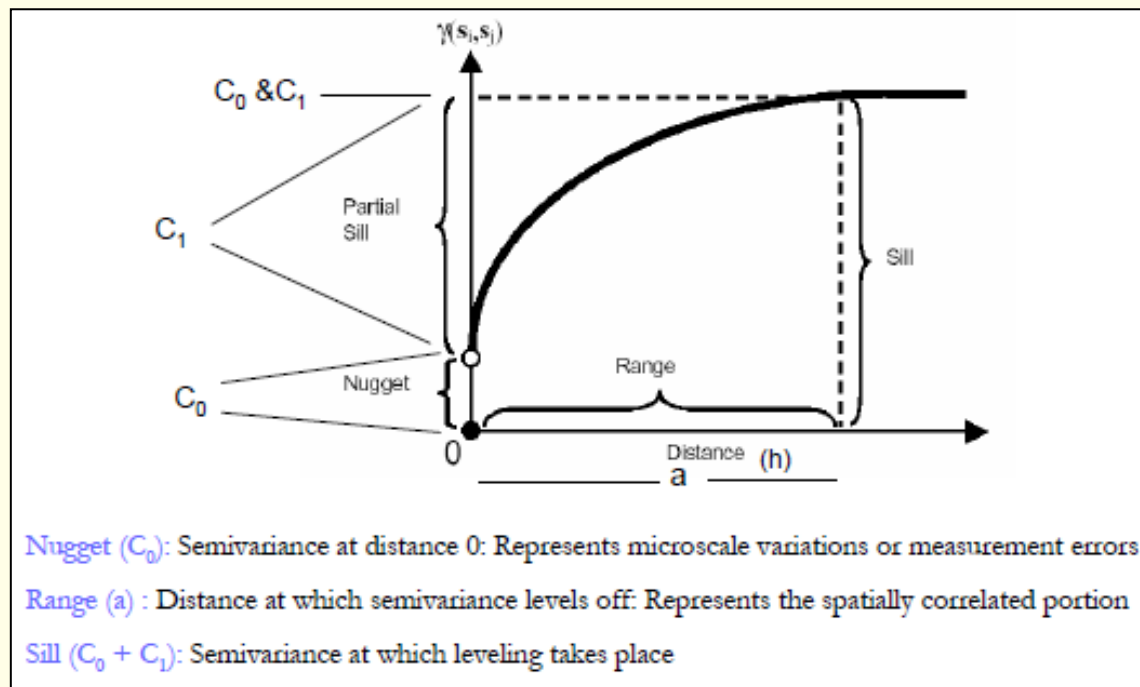 γ(sᵢ,sⱼ)
C₀ &C₁
Partial
Sill
C₁
Sill
Range
Nugget
C₀
0
Distance (h)
a
Nugget (C₀): Semivariance at distance 0: Represents microscale variations or measurement errors
Range (a) : Distance at which semivariance levels off: Represents the spatially correlated portion
Sill (C₀ + C₁): Semivariance at which leveling takes place